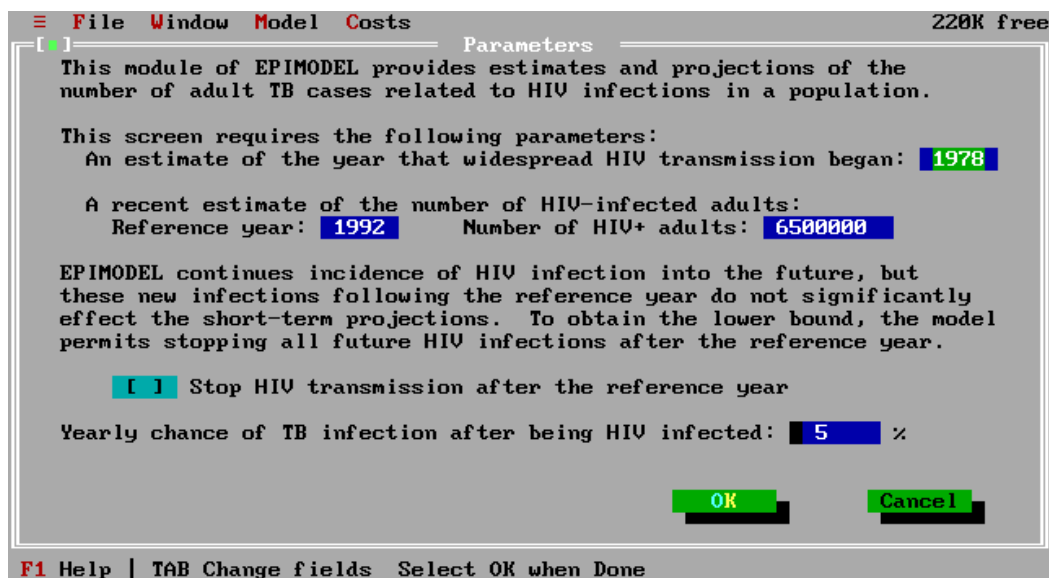 ≡ File Window Model Costs 220K free
[■] Parameters
This module of EPIMODEL provides estimates and projections of the
number of adult TB cases related to HIV infections in a population.
This screen requires the following parameters:
An estimate of the year that widespread HIV transmission began: 1978
A recent estimate of the number of HIV-infected adults:
Reference year: 1992 Number of HIV+ adults: 6500000
EPIMODEL continues incidence of HIV infection into the future, but
these new infections following the reference year do not significantly
effect the short-term projections. To obtain the lower bound, the model
permits stopping all future HIV infections after the reference year.
[ ] Stop HIV transmission after the reference year
Yearly chance of TB infection after being HIV infected: 5 %
OK Cancel
F1 Help | TAB Change fields Select OK when Done